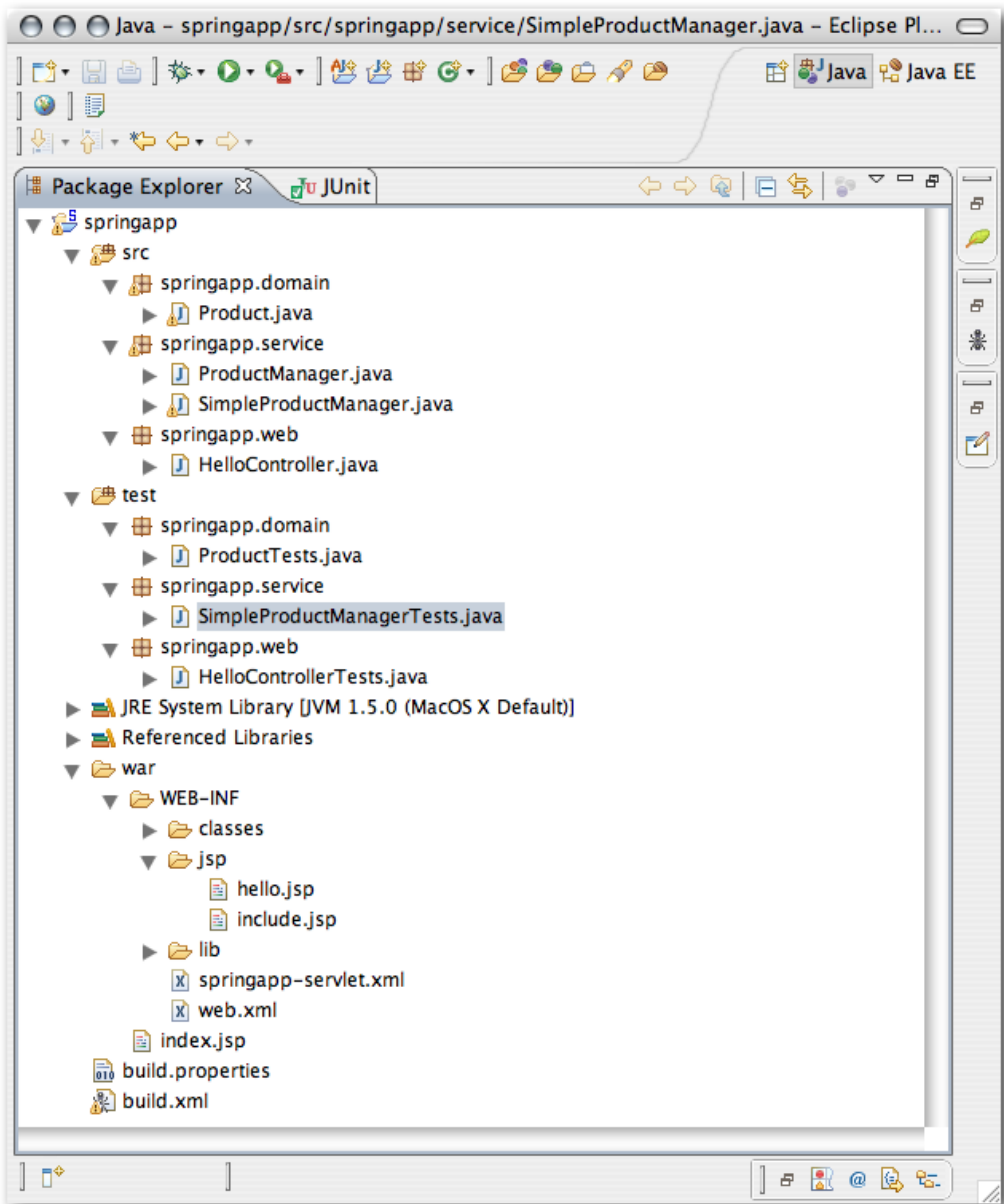 Java – springapp/src/springapp/service/SimpleProductManager.java – Eclipse Pl...
Java Java EE
Package Explorer JUnit
springapp
src
springapp.domain
Product.java
springapp.service
ProductManager.java
SimpleProductManager.java
springapp.web
HelloController.java
test
springapp.domain
ProductTests.java
springapp.service
SimpleProductManagerTests.java
springapp.web
HelloControllerTests.java
JRE System Library [JVM 1.5.0 (MacOS X Default)]
Referenced Libraries
war
WEB-INF
classes
jsp
hello.jsp
include.jsp
lib
springapp-servlet.xml
web.xml
index.jsp
build.properties
build.xml